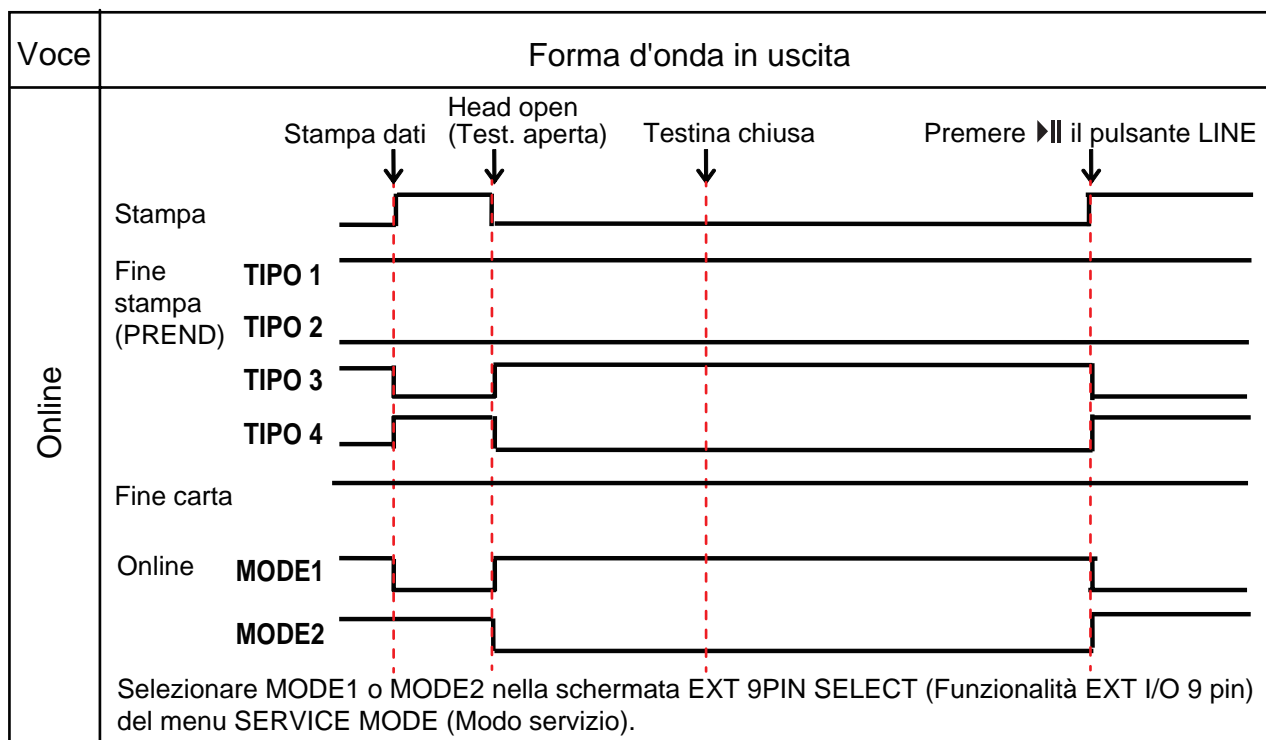 Voce
Forma d'onda in uscita
Online
Stampa dati
Head open
(Test. aperta)
Testina chiusa
Premere il pulsante LINE
Stampa
Fine
stampa
(PREND)
TIPO 1
TIPO 2
TIPO 3
TIPO 4
Fine carta
Online
MODE1
MODE2
Selezionare MODE1 o MODE2 nella schermata EXT 9PIN SELECT (Funzionalità EXT I/O 9 pin)
del menu SERVICE MODE (Modo servizio).